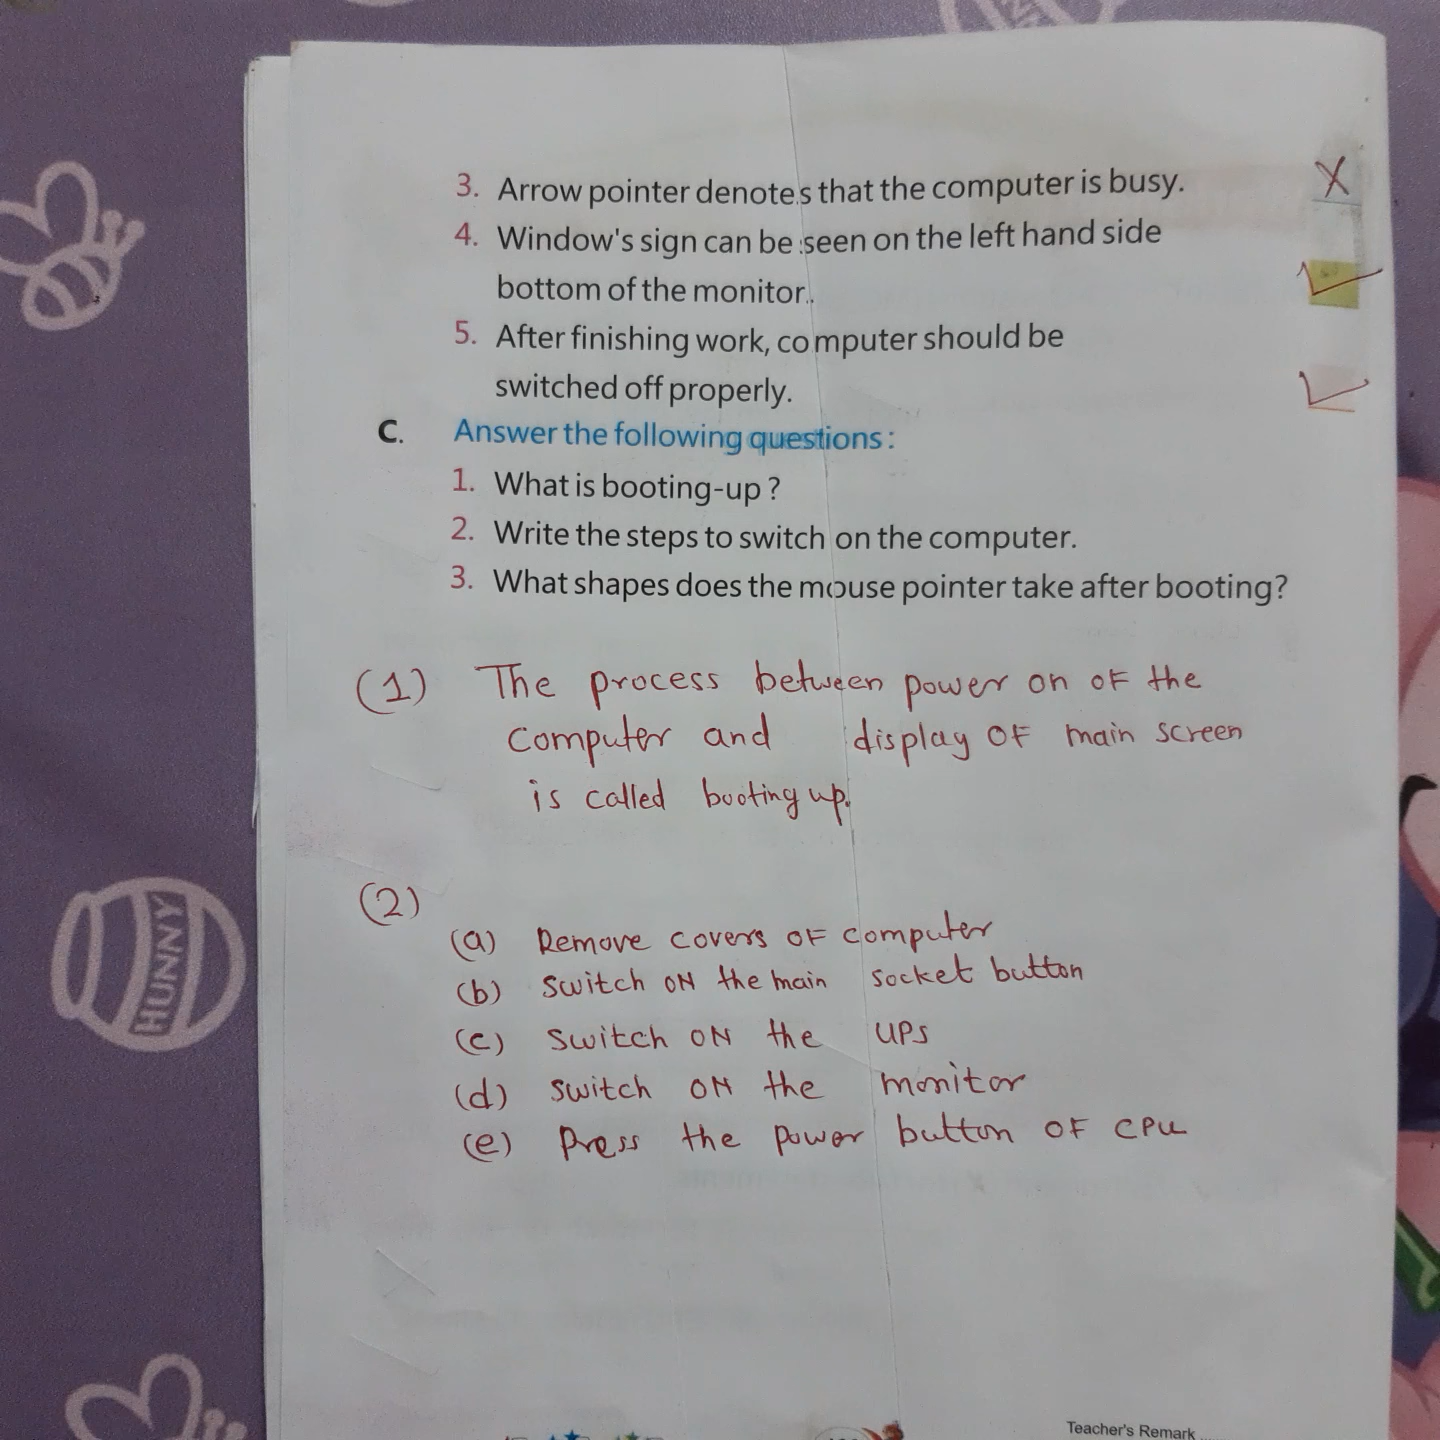 3. Arrow pointer denotes that the computer is busy. X
4. Window's sign can be seen on the left hand side
bottom of the monitor. ✓
5. After finishing work, computer should be
switched off properly. ✓
C. Answer the following questions:
1. What is booting-up ?
2. Write the steps to switch on the computer.
3. What shapes does the mouse pointer take after booting?
(1) The process between power on of the
computer and display of main screen
is called booting up.
(2)
(a) Remove covers of computer
(b) Switch ON the main socket button
(c) Switch ON the UPS
(d) Switch ON the monitor
(e) Press the power button of CPU
Teacher's Remark
HUNNY